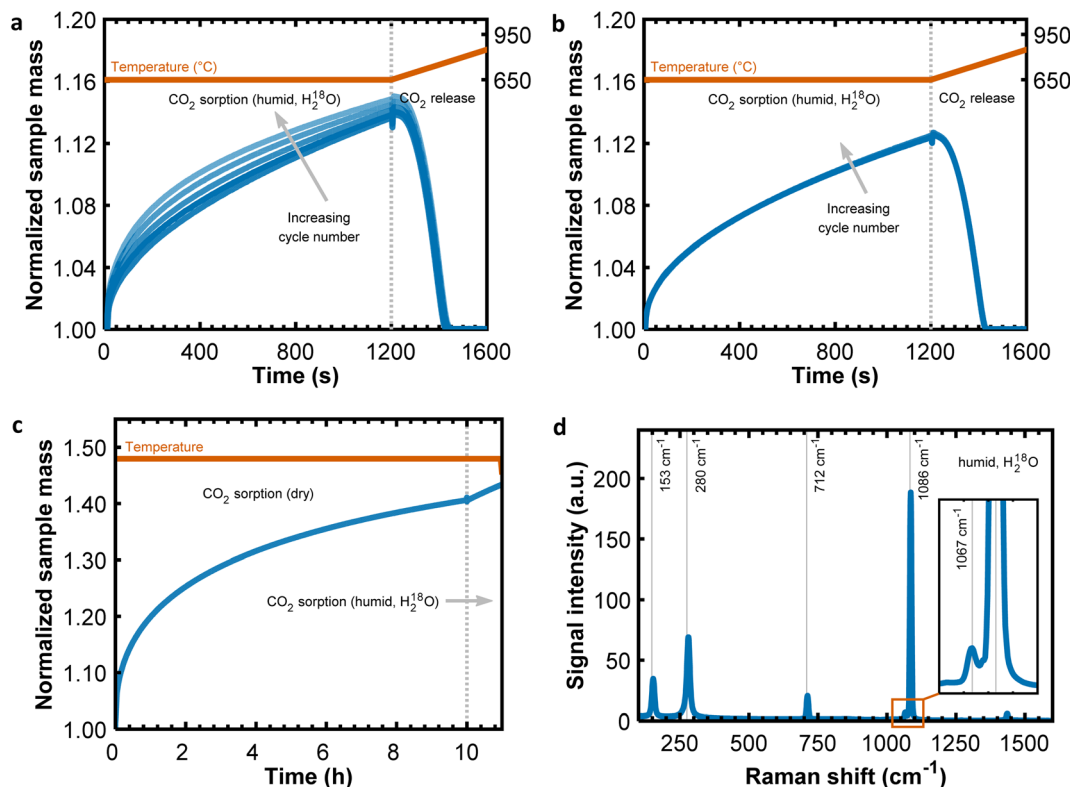 a
Normalized sample mass
1.20
1.16
1.12
1.08
1.04
1.00
950
650
Temperature (°C)
CO₂ sorption (humid, H₂¹⁸O)
CO₂ release
Increasing
cycle number
0
400
800
1200
1600
Time (s)
b
Normalized sample mass
1.20
1.16
1.12
1.08
1.04
1.00
950
650
Temperature (°C)
CO₂ sorption (humid, H₂¹⁸O)
CO₂ release
Increasing
cycle number
0
400
800
1200
1600
Time (s)
c
Normalized sample mass
1.50
1.40
1.30
1.20
1.10
1.00
Temperature
CO₂ sorption (dry)
CO₂ sorption (humid, H₂¹⁸O)
0
2
4
6
8
10
Time (h)
d
Signal intensity (a.u.)
200
150
100
50
0
153 cm⁻¹
280 cm⁻¹
712 cm⁻¹
1086 cm⁻¹
humid, H₂¹⁸O
1067 cm⁻¹
250
500
750
1000
1250
1500
Raman shift (cm⁻¹)